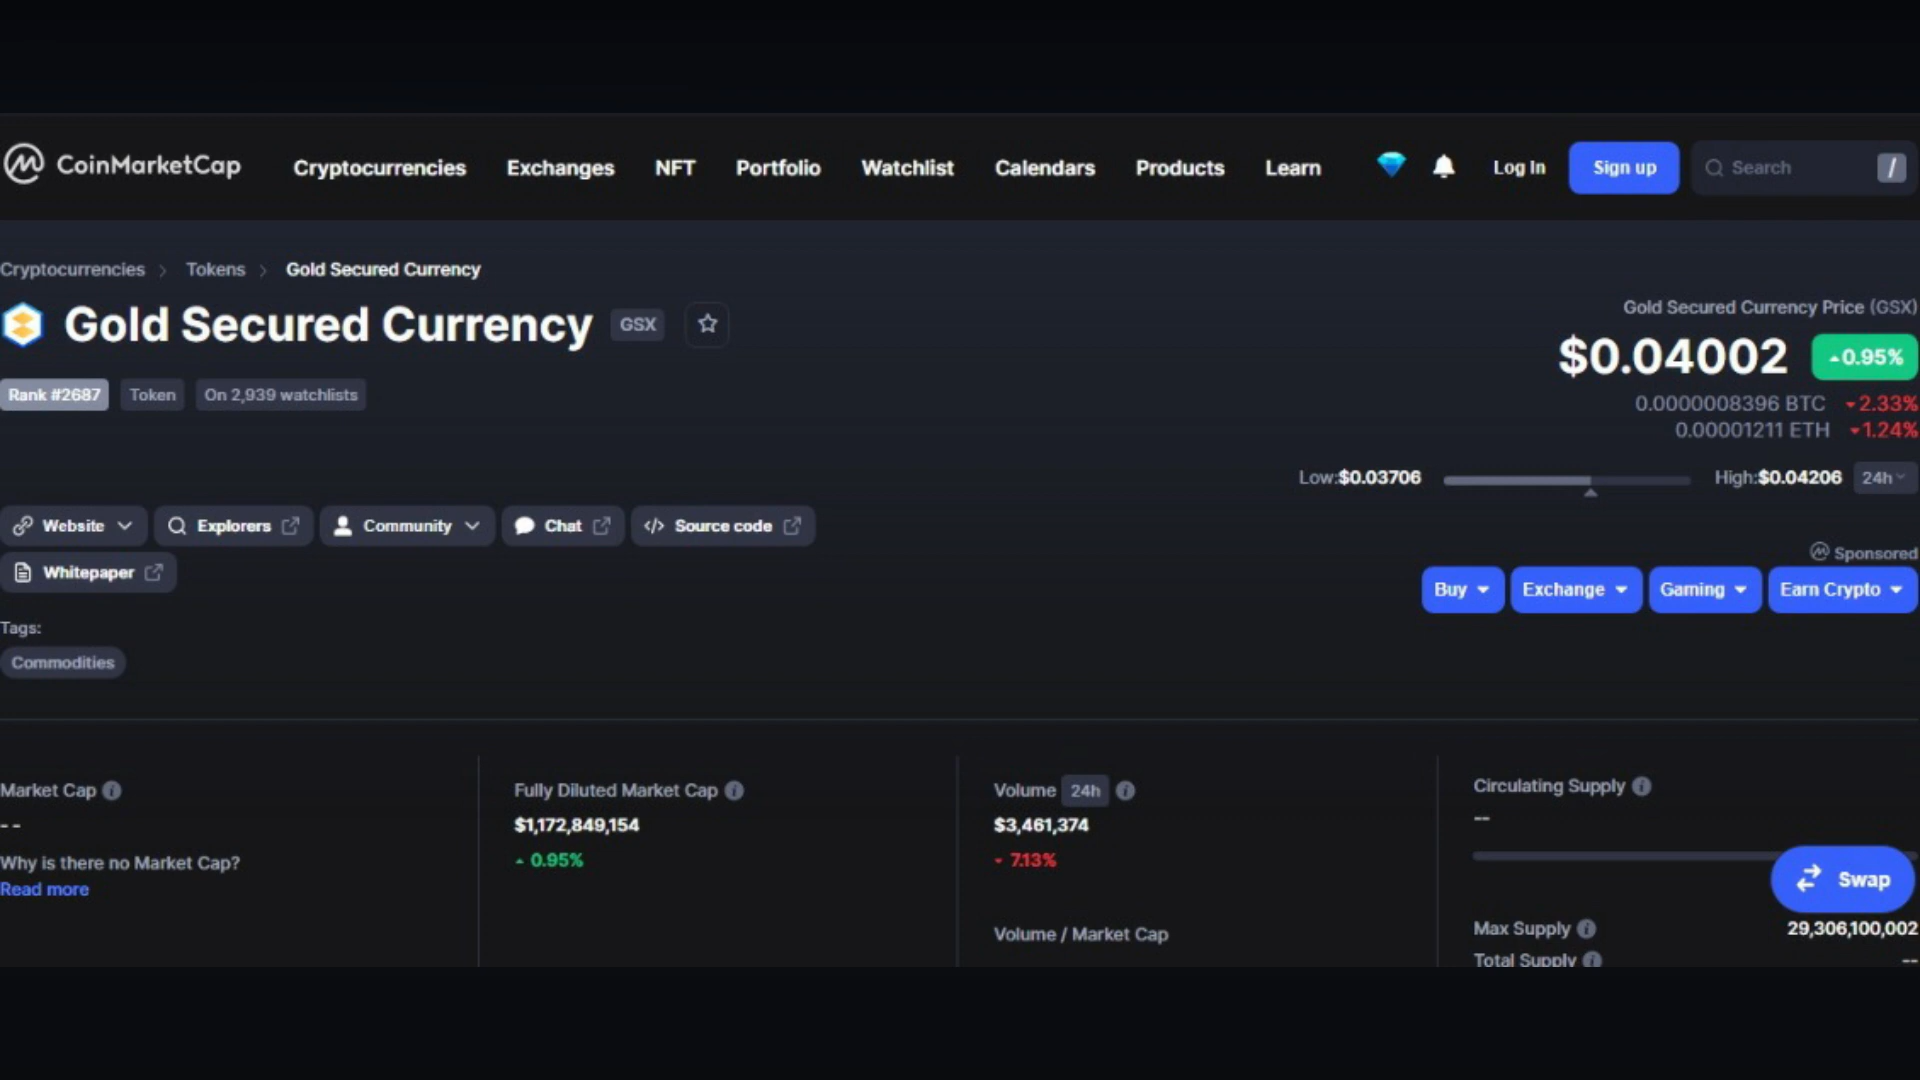 CoinMarketCap Cryptocurrencies Exchanges NFT Portfolio Watchlist Calendars Products Learn Log In Sign up Search /
Cryptocurrencies > Tokens > Gold Secured Currency
Gold Secured Currency GSX
Rank #2687 Token On 2,939 watchlists
Gold Secured Currency Price (GSX)
$0.04002 0.95%
0.0000008396 BTC 2.33%
0.00001211 ETH 1.24%
Low:$0.03706 High:$0.04206 24h
Website Explorers Community Chat </> Source code
Whitepaper
Sponsored
Buy Exchange Gaming Earn Crypto
Tags:
Commodities
Market Cap
--
Why is there no Market Cap?
Read more
Fully Diluted Market Cap
$1,172,849,154
0.95%
Volume 24h
$3,461,374
7.13%
Volume / Market Cap
Circulating Supply
--
Swap
Max Supply 29,306,100,002
Total Supply --